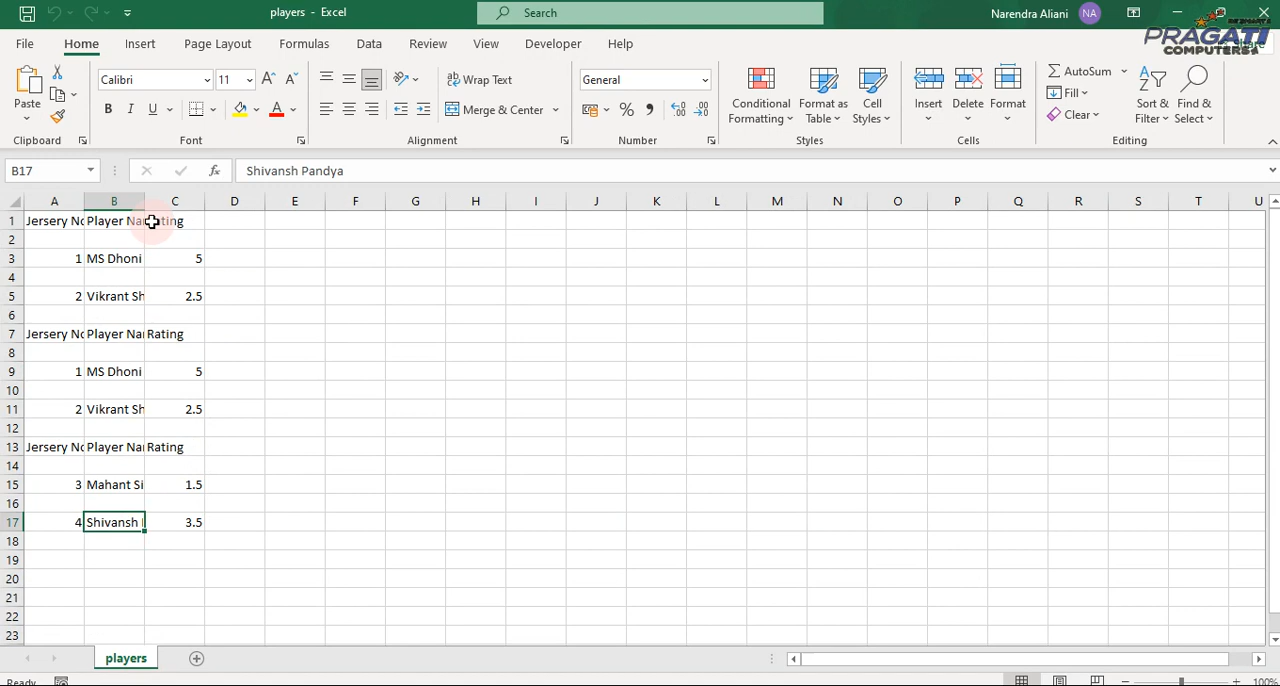 players - Excel
Search
Narendra Aliani NA
PRAGATI
COMPUTERS
File Home Insert Page Layout Formulas Data Review View Developer Help
Paste
Clipboard
Calibri 11
B I U
Font
Wrap Text
Merge & Center
Alignment
General
Number
Conditional Formatting
Format as Table
Cell Styles
Styles
Insert Delete Format
Cells
AutoSum
Fill
Clear
Sort & Filter
Find & Select
Editing
B17 fx Shivansh Pandya
A B C D E F G H I J K L M N O P Q R S T U
1 Jersery No Player Nar Rating
2
3 1 MS Dhoni 5
4
5 2 Vikrant Sh 2.5
6
7 Jersery No Player Nar Rating
8
9 1 MS Dhoni 5
10
11 2 Vikrant Sh 2.5
12
13 Jersery No Player Nar Rating
14
15 3 Mahant Si 1.5
16
17 4 Shivansh 3.5
18
19
20
21
22
23
players
Ready
100%